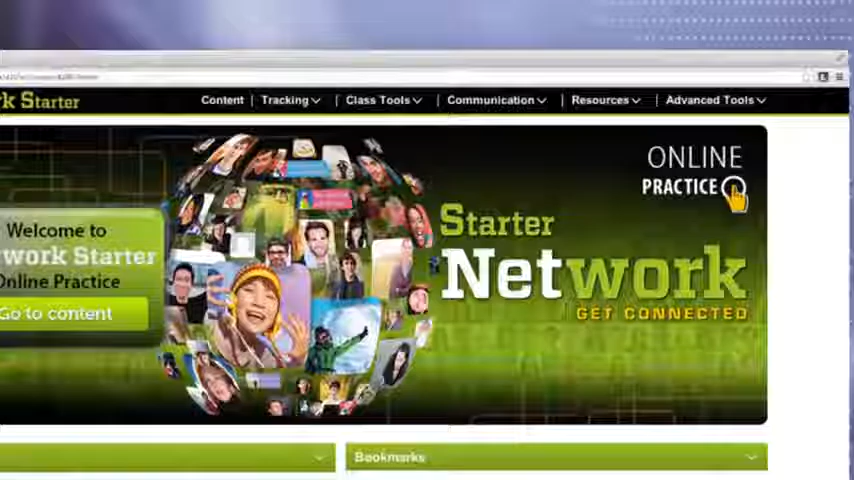 rk Starter
Content Tracking Class Tools Communication Resources Advanced Tools
ONLINE
PRACTICE
Welcome to
work Starter
Online Practice
Go to content
Starter
Network
GET CONNECTED
Bookmarks